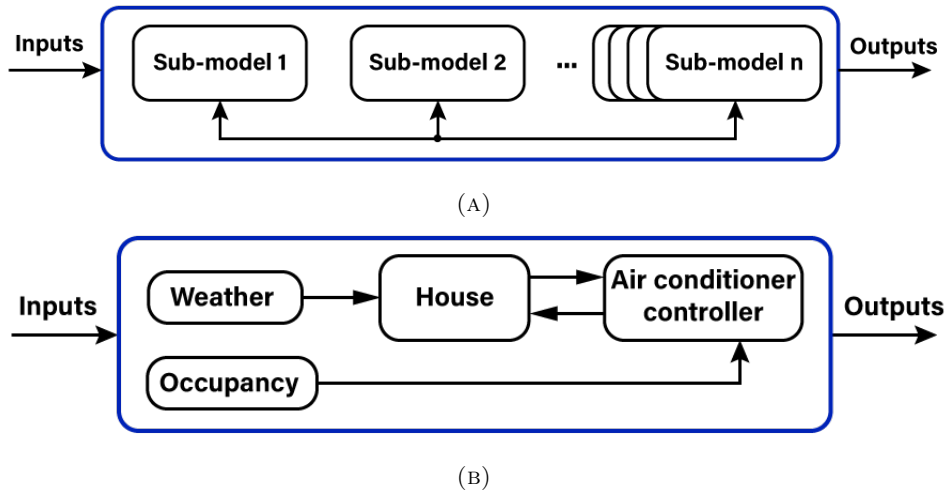 Inputs
Sub-model 1
Sub-model 2
...
Sub-model n
Outputs
(A)
Inputs
Weather
House
Air conditioner
controller
Outputs
Occupancy
(B)